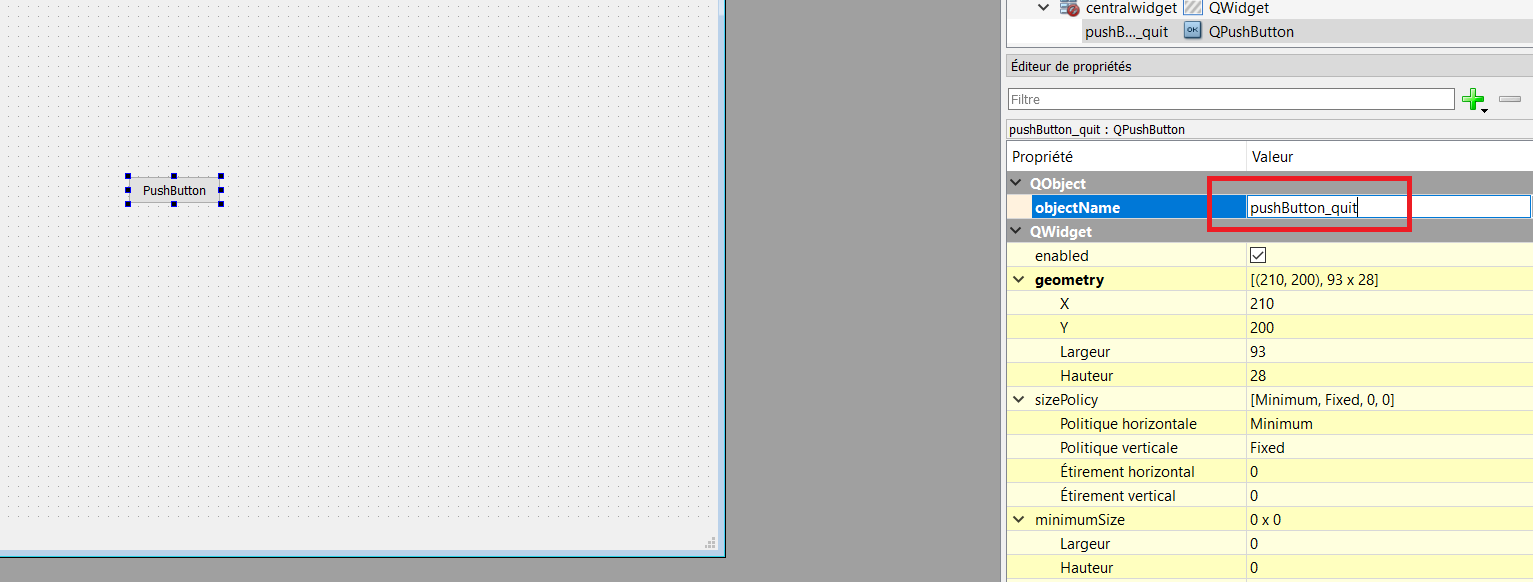 centralwidget QWidget
pushB..._quit OK QPushButton
Éditeur de propriétés
Filtre
pushButton_quit : QPushButton
Propriété Valeur
QObject
objectName pushButton_quit
QWidget
enabled
geometry [(210, 200), 93 x 28]
X 210
Y 200
Largeur 93
Hauteur 28
sizePolicy [Minimum, Fixed, 0, 0]
Politique horizontale Minimum
Politique verticale Fixed
Étirement horizontal 0
Étirement vertical 0
minimumSize 0 x 0
Largeur 0
Hauteur 0
PushButton